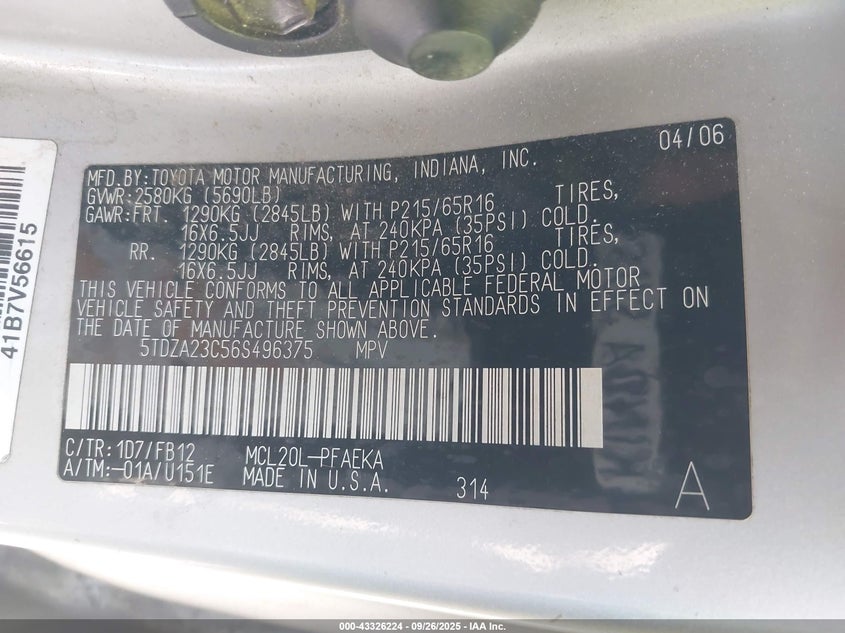 04/06
MFD.BY:TOYOTA MOTOR MANUFACTURING, INDIANA, INC.
GVWR:2580KG (5690LB)
GAWR:FRT. 1290KG (2845LB) WITH P215/65R16 TIRES,
16X6.5JJ RIMS, AT 240KPA (35PSI) COLD.
RR. 1290KG (2845LB) WITH P215/65R16 TIRES,
16X6.5JJ RIMS, AT 240KPA (35PSI) COLD.
THIS VEHICLE CONFORMS TO ALL APPLICABLE FEDERAL MOTOR
VEHICLE SAFETY AND THEFT PREVENTION STANDARDS IN EFFECT ON
THE DATE OF MANUFACTURE SHOWN ABOVE.
5TDZA23C56S496375 MPV
C/TR:1D7/FB12 MCL20L-PFAEKA
A/TM:-01A/U151E MADE IN U.S.A. 314 A
41B7V56615
000-43326224 - 09/26/2025 - IAA Inc.